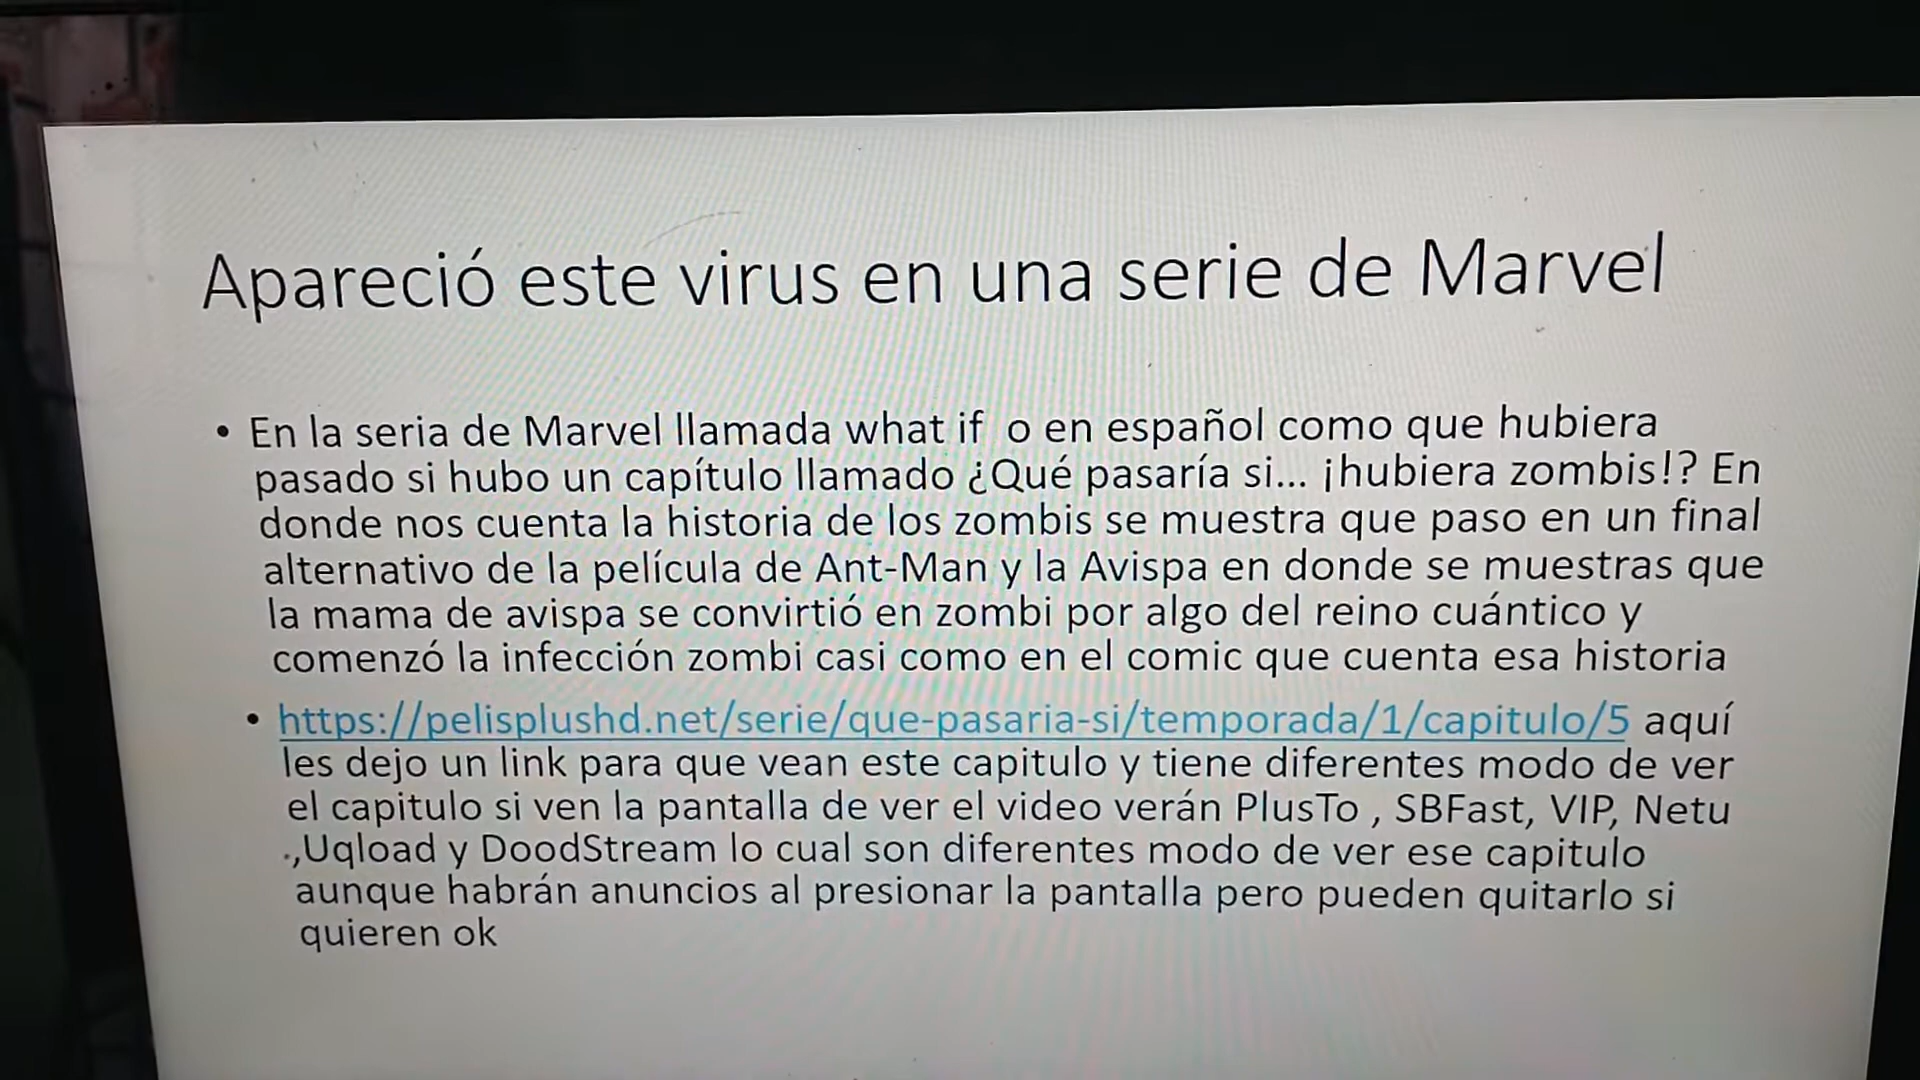 Apareció este virus en una serie de Marvel
• En la seria de Marvel llamada what if o en español como que hubiera
pasado si hubo un capítulo llamado ¿Qué pasaría si... ¡hubiera zombis!? En
donde nos cuenta la historia de los zombis se muestra que paso en un final
alternativo de la película de Ant-Man y la Avispa en donde se muestras que
la mama de avispa se convirtió en zombi por algo del reino cuántico y
comenzó la infección zombi casi como en el comic que cuenta esa historia
• https://pelisplushd.net/serie/que-pasaria-si/temporada/1/capitulo/5 aquí
les dejo un link para que vean este capitulo y tiene diferentes modo de ver
el capitulo si ven la pantalla de ver el video verán PlusTo , SBFast, VIP, Netu
,Uqload y DoodStream lo cual son diferentes modo de ver ese capitulo
aunque habrán anuncios al presionar la pantalla pero pueden quitarlo si
quieren ok